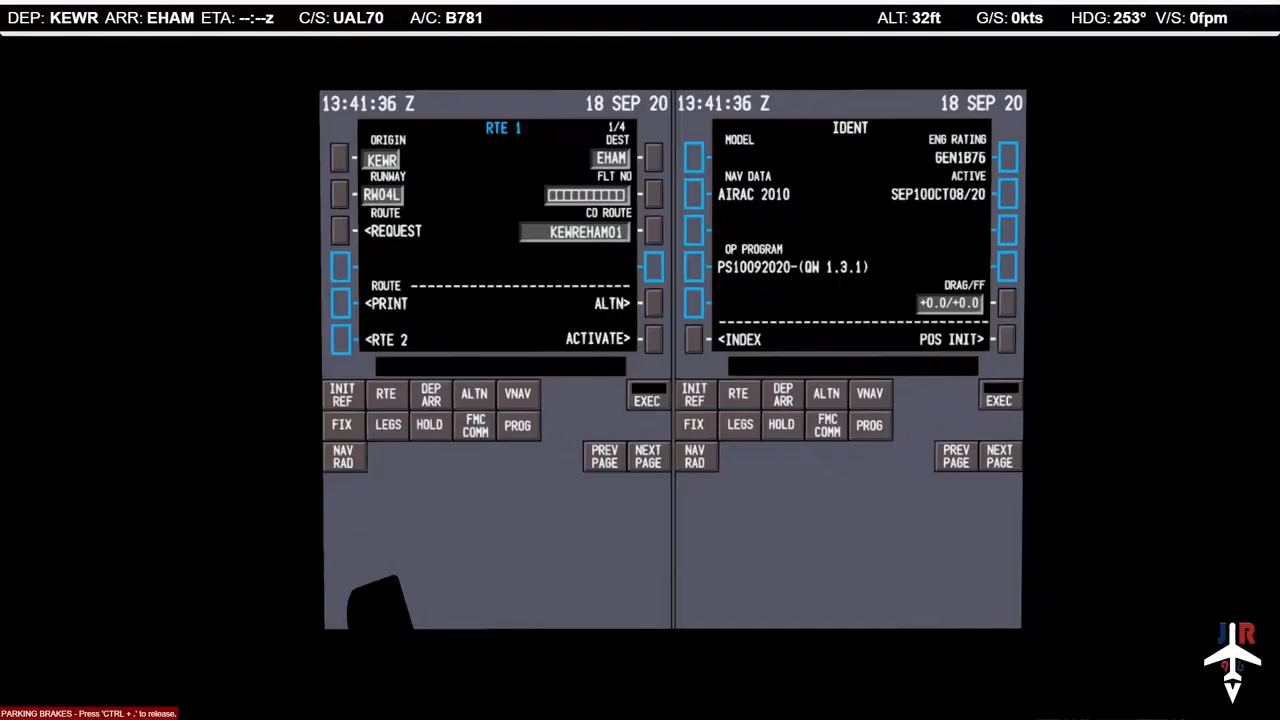 DEP: KEWR ARR: EHAM ETA: --:--z C/S: UAL70 A/C: B781 ALT: 32ft G/S: 0kts HDG: 253° V/S: 0fpm
13:41:36 Z 18 SEP 20
RTE 1 1/4
ORIGIN DEST
KEWR EHAM
RUNWAY FLT NO
RW04L □□□□□□□□□□
ROUTE CO ROUTE
<REQUEST KEWREHAM01
ROUTE --------------------
<PRINT ALTN>
<RTE 2 ACTIVATE>
INIT REF RTE DEP ARR ALTN VNAV EXEC
FIX LEGS HOLD FMC COMM PROG
NAV RAD PREV PAGE NEXT PAGE
13:41:36 Z 18 SEP 20
IDENT
MODEL ENG RATING
GEN1B76
NAV DATA ACTIVE
AIRAC 2010 SEP10OCT08/20
OP PROGRAM
PS10092020-(QW 1.3.1)
DRAG/FF
+0.0/+0.0
------------------------
<INDEX POS INIT>
INIT REF RTE DEP ARR ALTN VNAV EXEC
FIX LEGS HOLD FMC COMM PROG
NAV RAD PREV PAGE NEXT PAGE
J R
96
PARKING BRAKES - Press 'CTRL + .' to release.